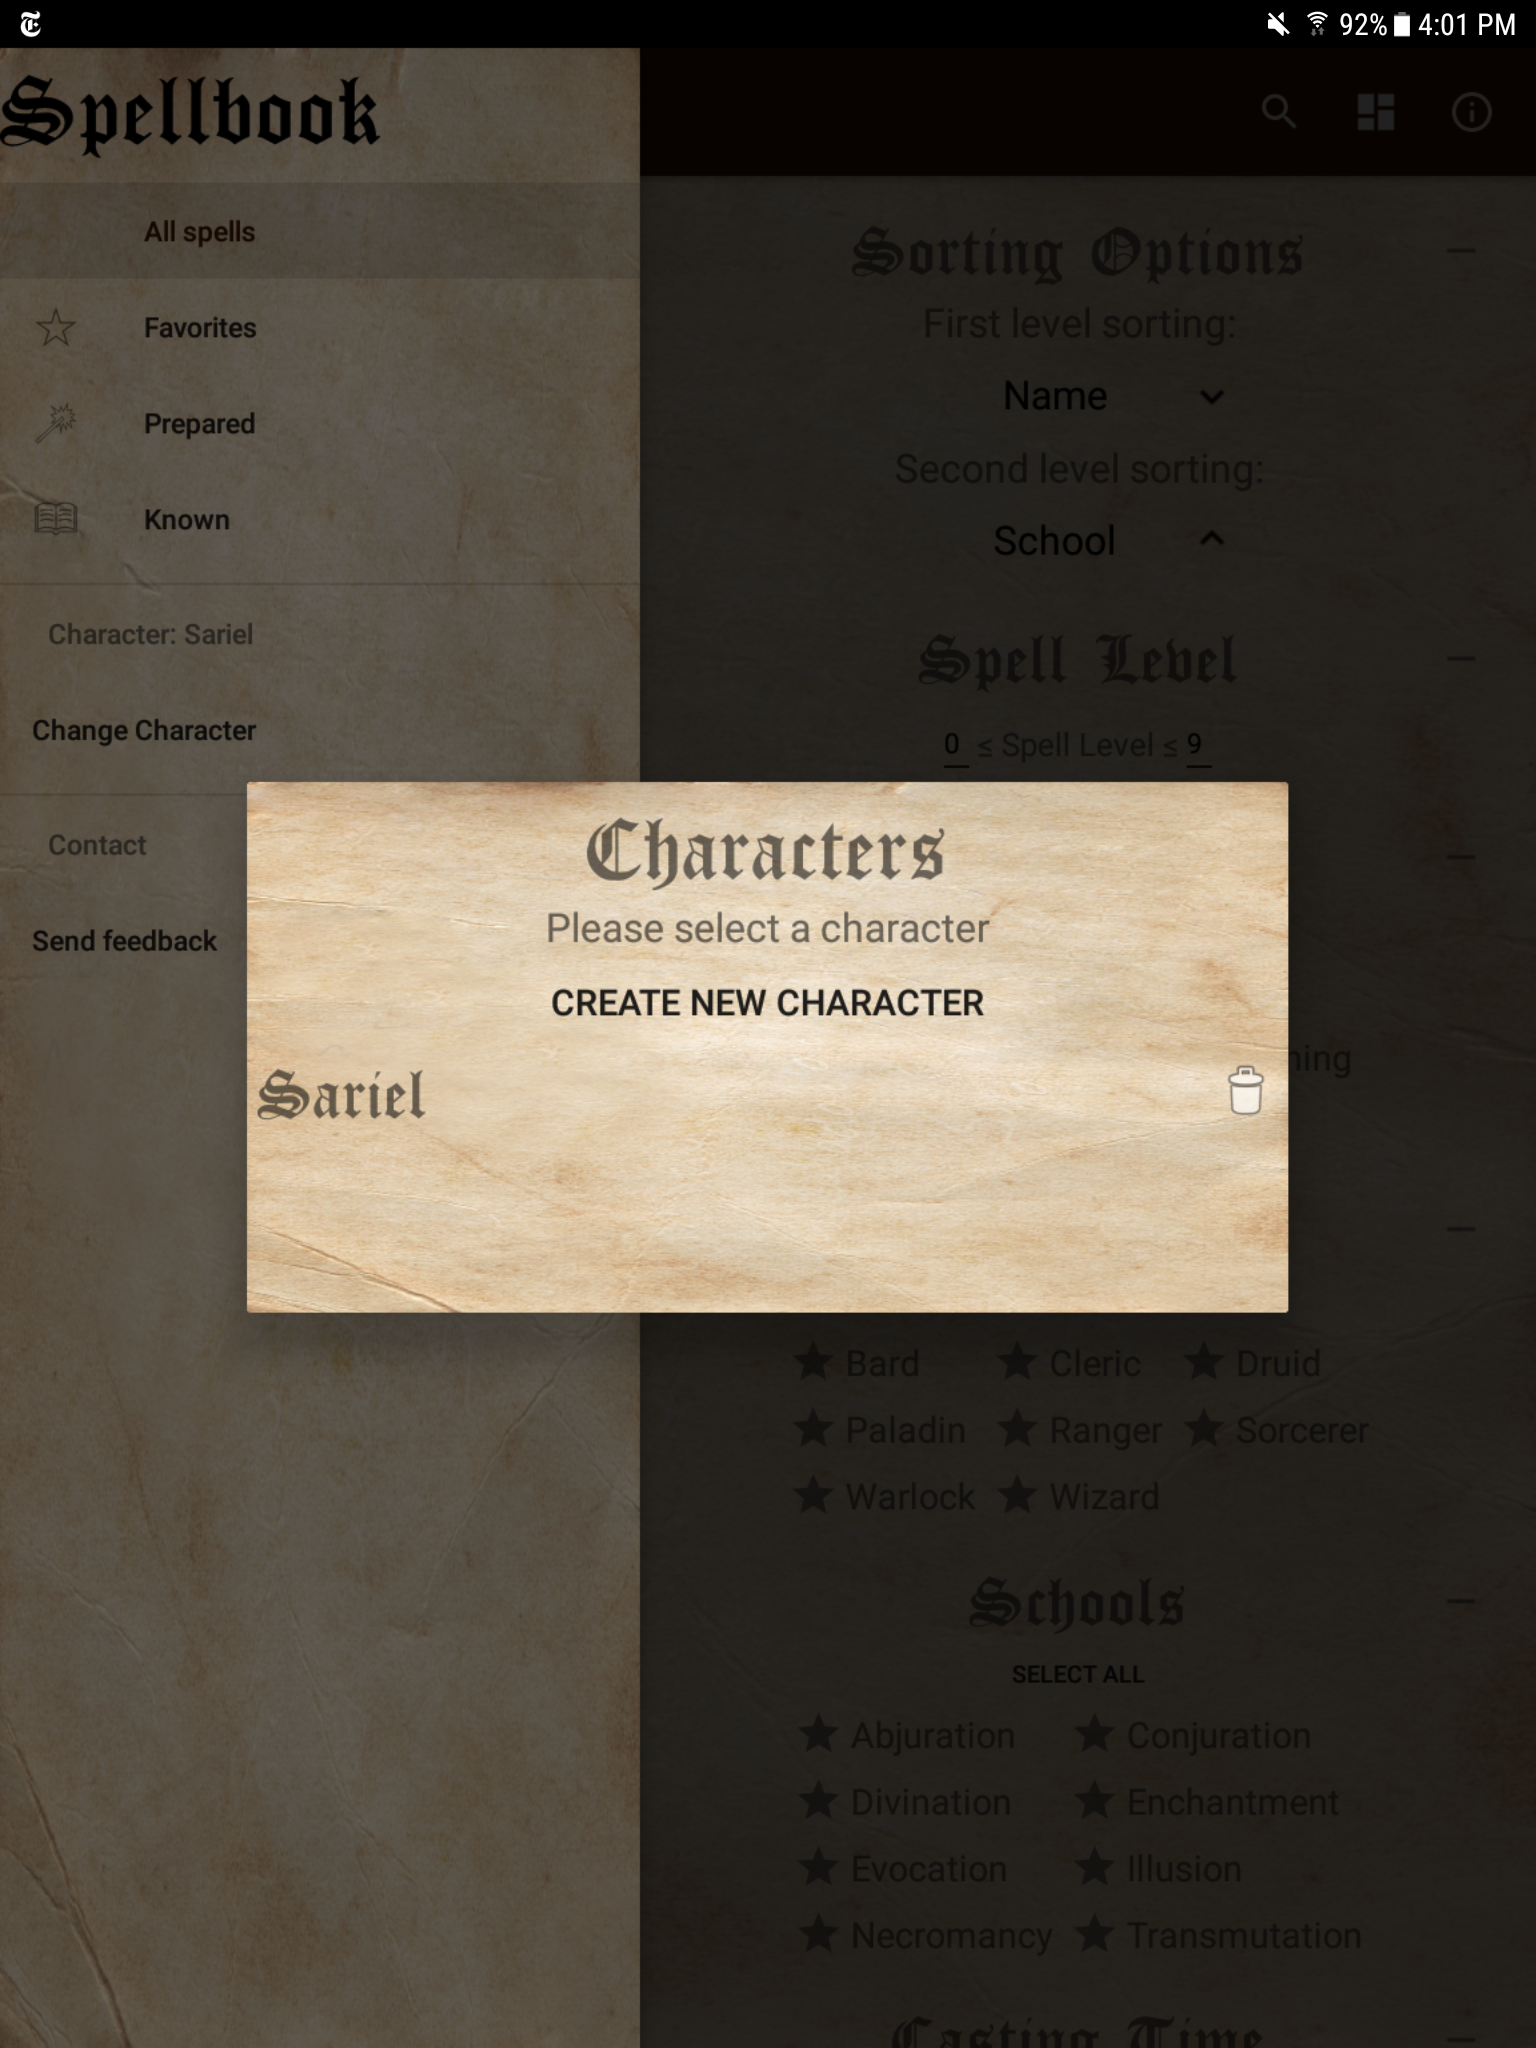 92% 4:01 PM
Spellbook
All spells
Favorites
Prepared
Known
Character: Sariel
Change Character
Contact
Send feedback
Sorting Options
First level sorting:
Name
Second level sorting:
School
Spell Level
0 ≤ Spell Level ≤ 9
Characters
Please select a character
CREATE NEW CHARACTER
Sariel
Bard Cleric Druid
Paladin Ranger Sorcerer
Warlock Wizard
Schools
SELECT ALL
Abjuration Conjuration
Divination Enchantment
Evocation Illusion
Necromancy Transmutation
Casting Time